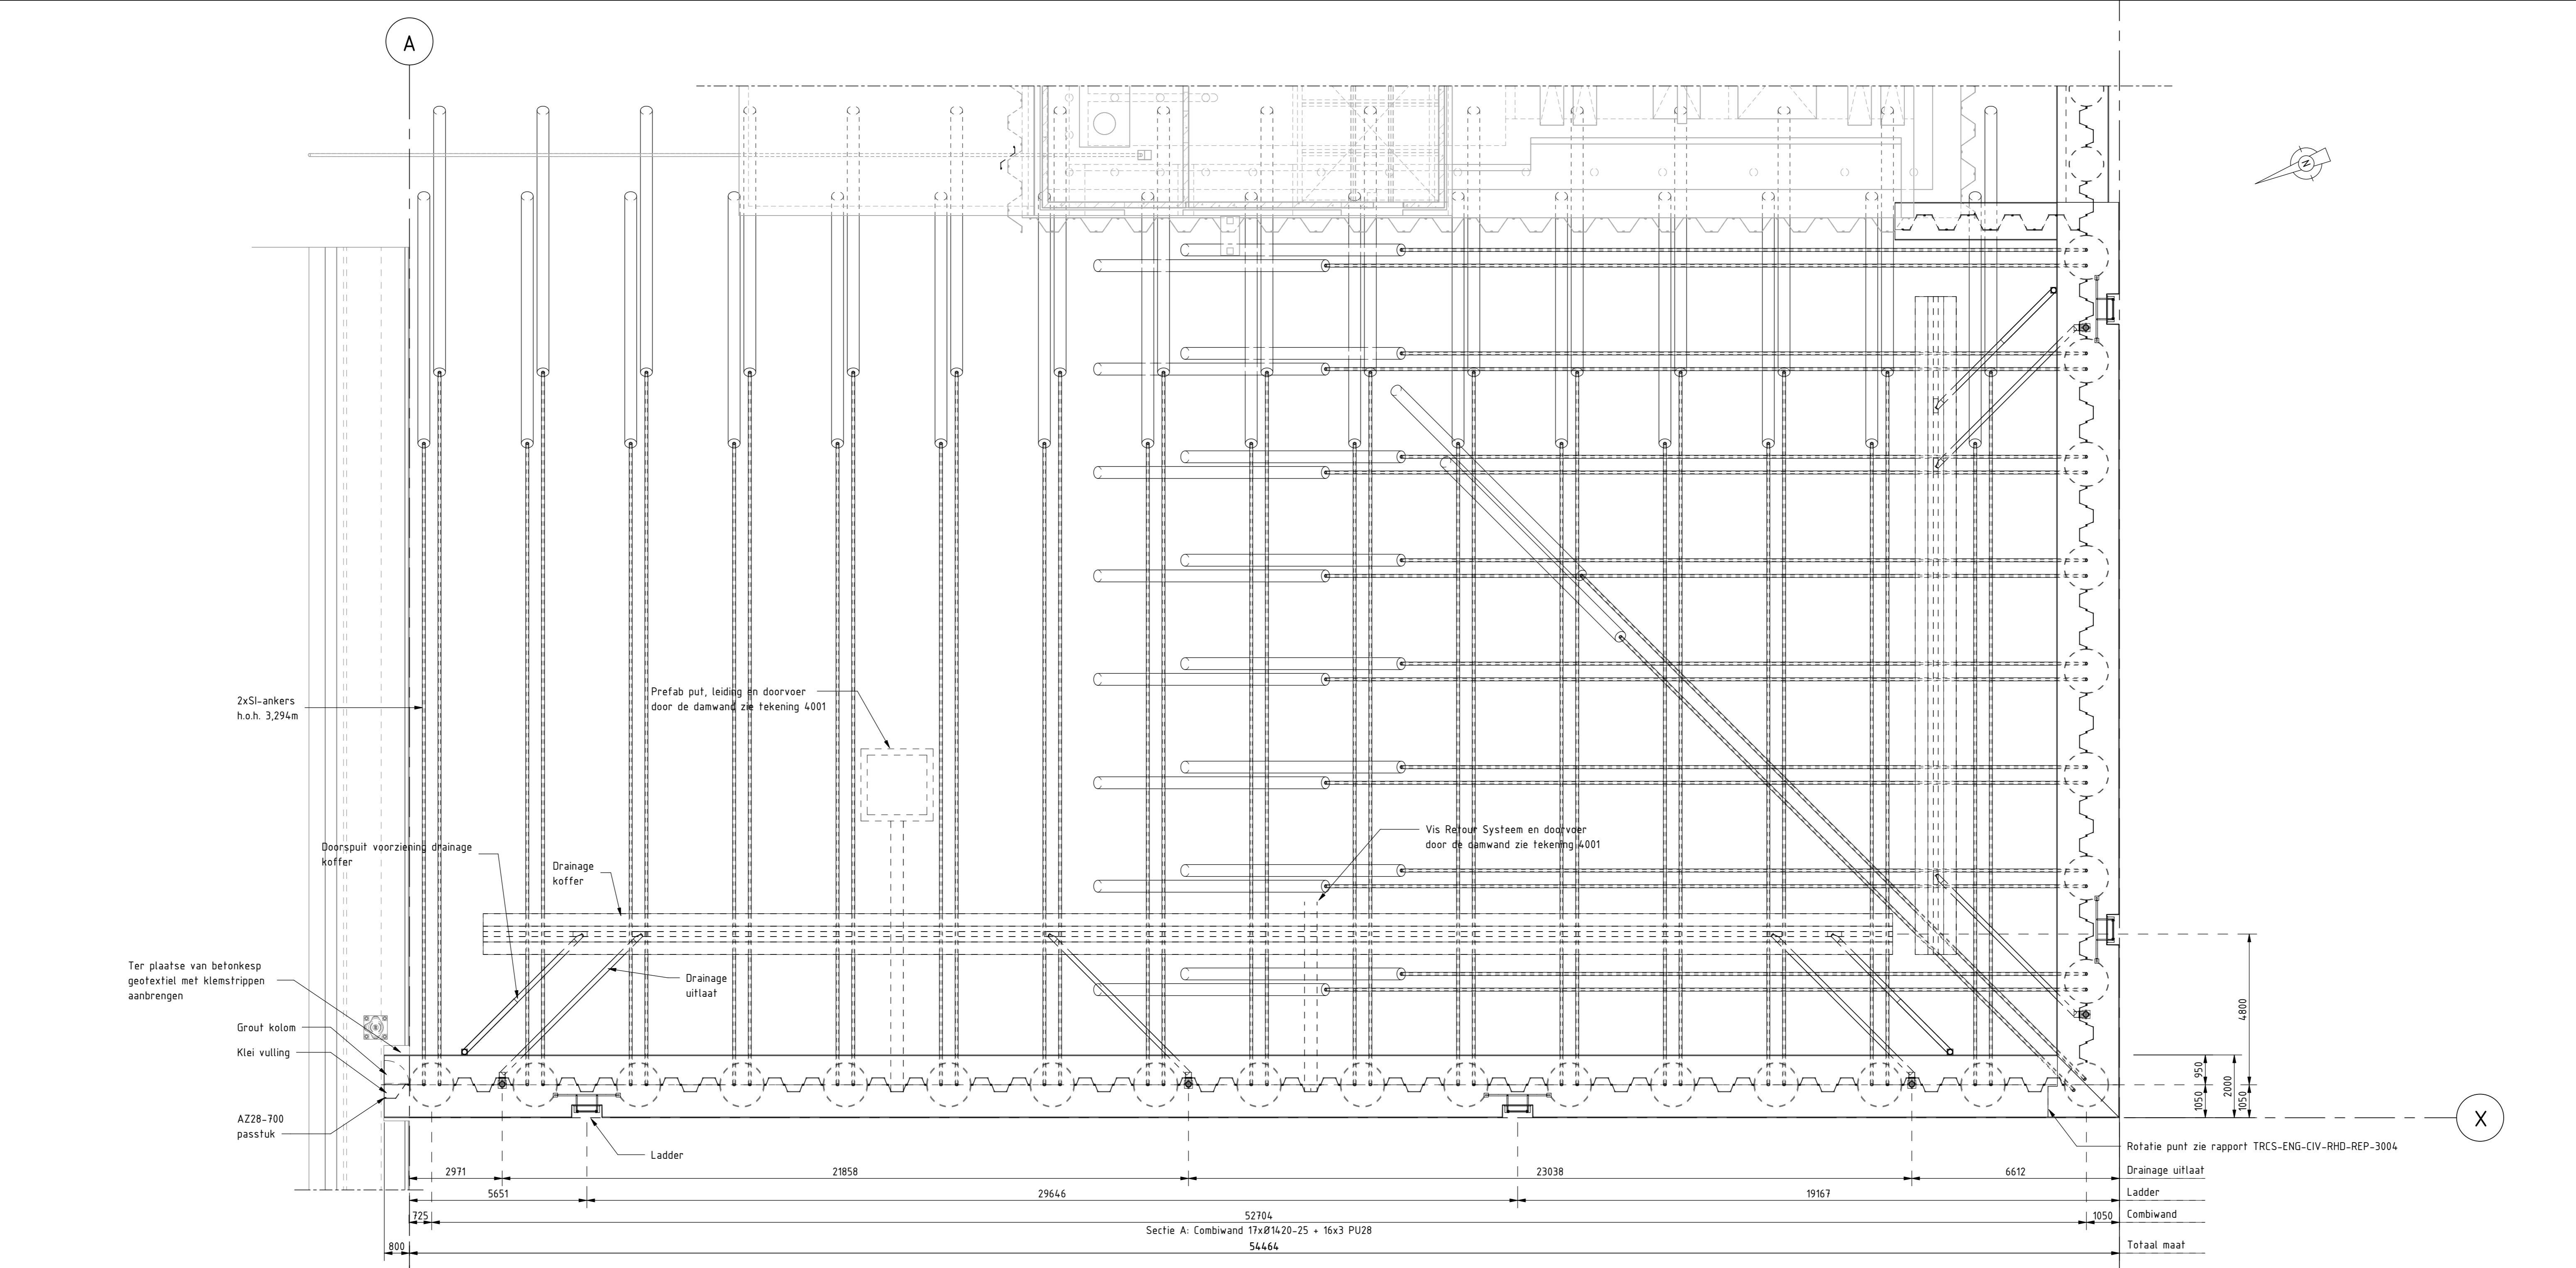 A
N
2xSI-ankers
h.o.h. 3,294m
Prefab put, leiding en doorvoer
door de damwand zie tekening 4001
Vis Retour Systeem en doorvoer
door de damwand zie tekening 4001
Doorspuit voorziening drainage
koffer
Drainage
koffer
Drainage
uitlaat
Ter plaatse van betonkesp
geotextiel met klemstrippen
aanbrengen
Grout kolom
Klei vulling
AZ28-700
passtuk
Ladder
4800
950
2000
1050
1050
X
Rotatie punt zie rapport TRCS-ENG-CIV-RHD-REP-3004
2971
21858
23038
6612
Drainage uitlaat
5651
29646
19167
Ladder
725
52704
1050
Combiwand
Sectie A: Combiwand 17xØ1420-25 + 16x3 PU28
800
54464
Totaal maat